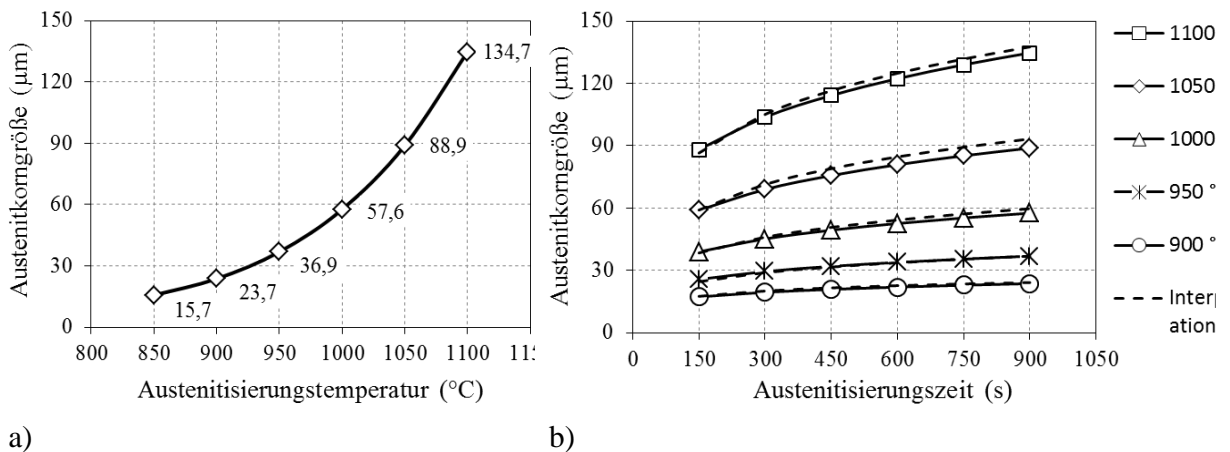 Austenitkorngröße (µm)
150
120
90
60
30
0
134,7
88,9
57,6
36,9
23,7
15,7
800 850 900 950 1000 1050 1100 115
Austenitisierungstemperatur (°C)
a)
Austenitkorngröße (µm)
150
120
90
60
30
0
0 150 300 450 600 750 900 1050
Austenitisierungszeit (s)
1100
1050
1000
950 °
900 °
Interp
ation
b)